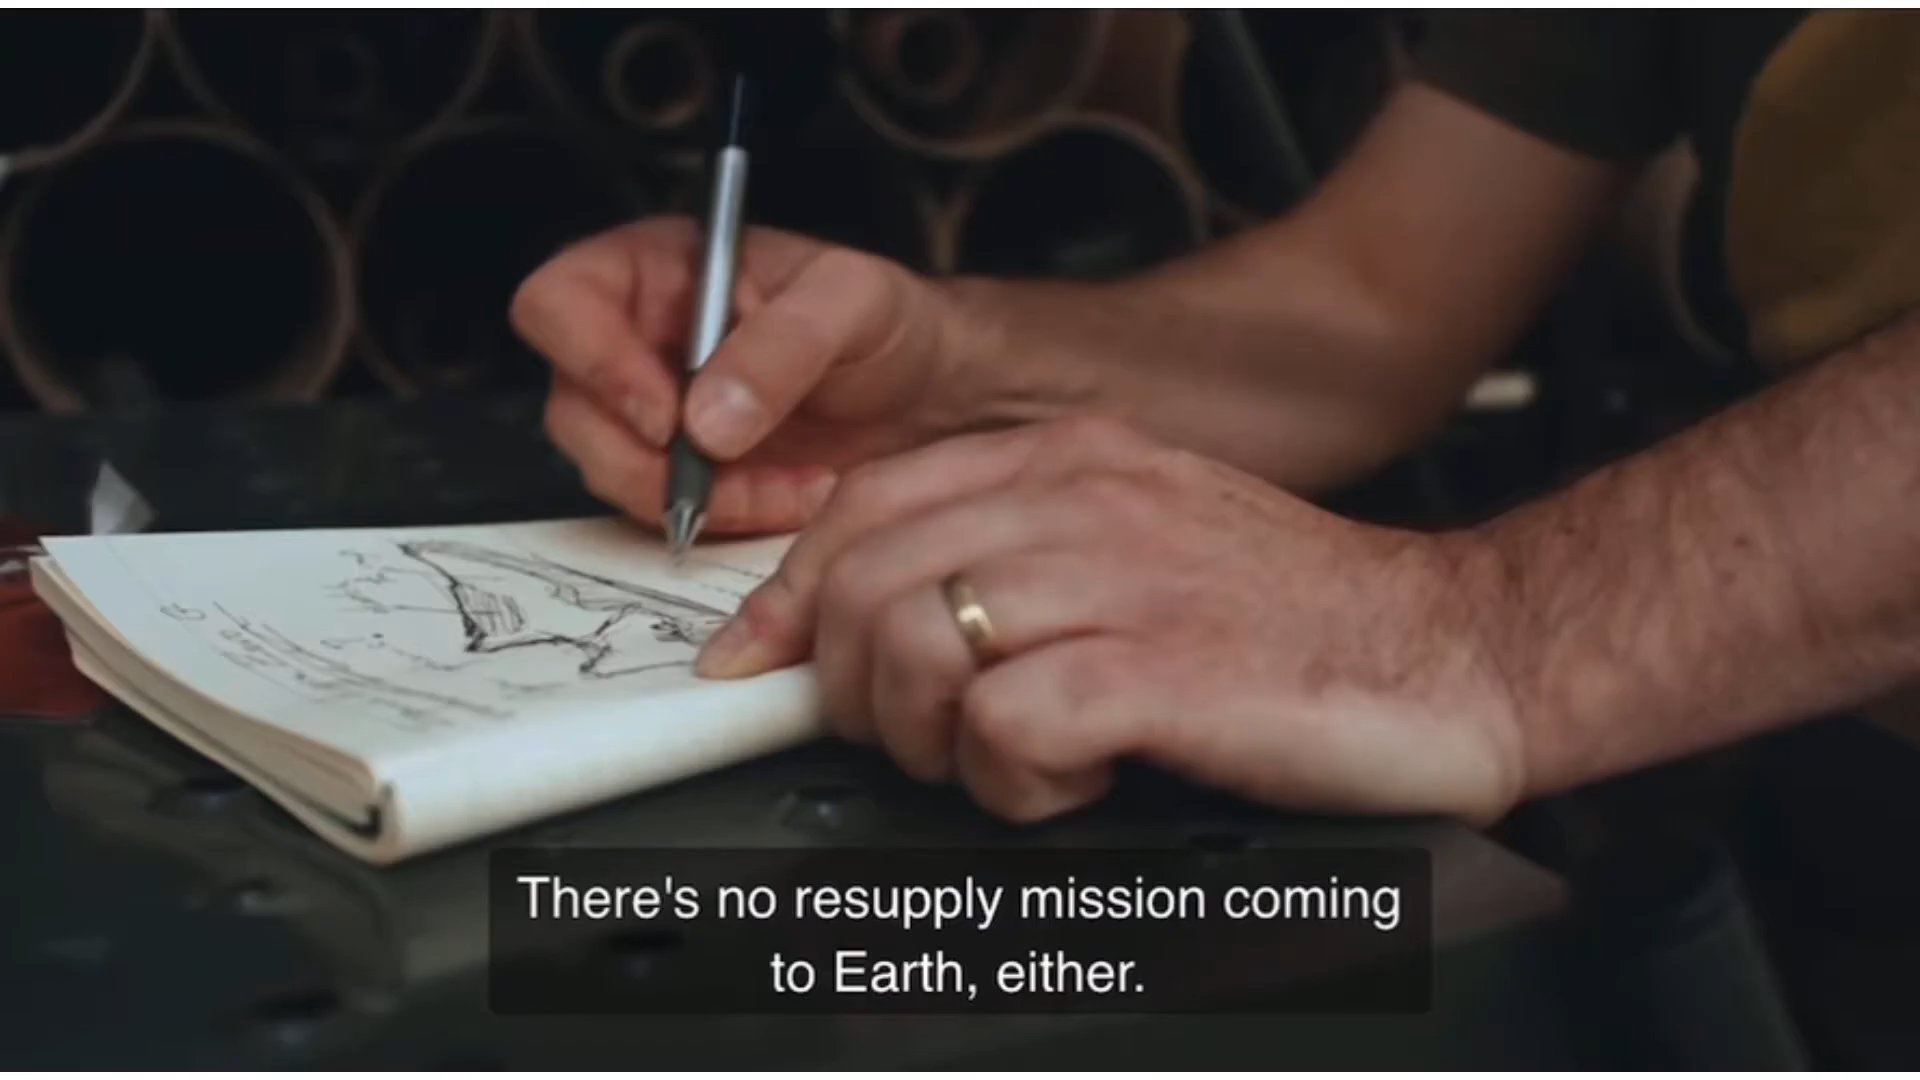 There's no resupply mission coming
to Earth, either.